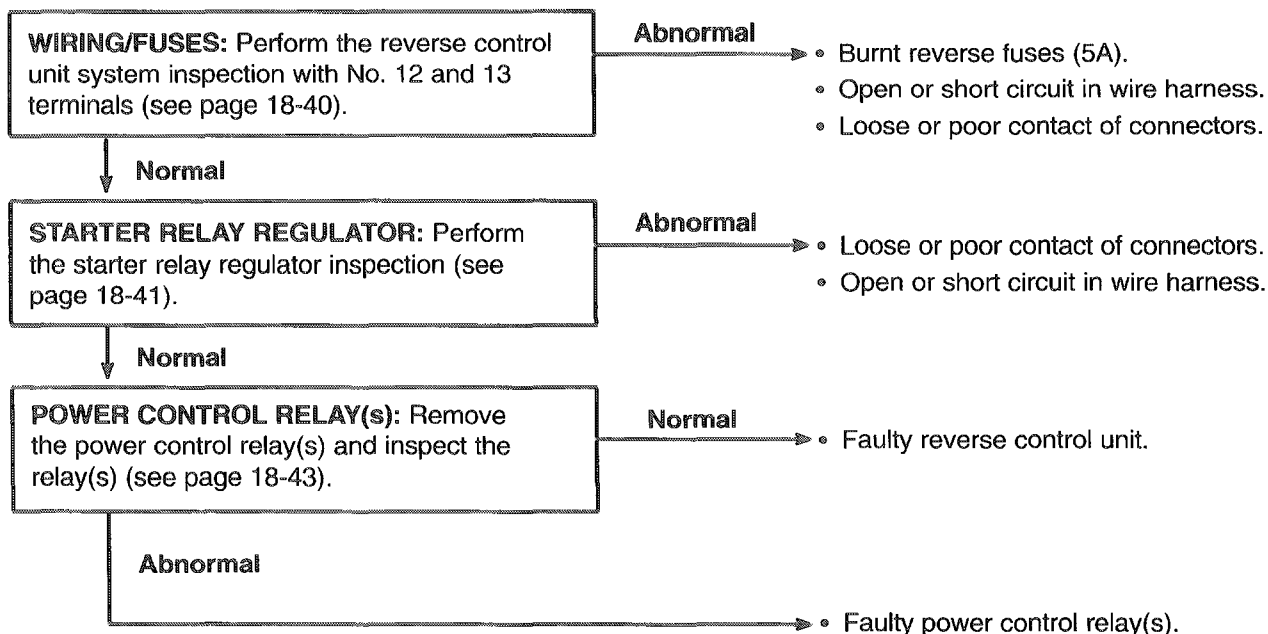 WIRING/FUSES: Perform the reverse control
unit system inspection with No. 12 and 13
terminals (see page 18-40).
Abnormal
• Burnt reverse fuses (5A).
• Open or short circuit in wire harness.
• Loose or poor contact of connectors.
Normal
STARTER RELAY REGULATOR: Perform
the starter relay regulator inspection (see
page 18-41).
Abnormal
• Loose or poor contact of connectors.
• Open or short circuit in wire harness.
Normal
POWER CONTROL RELAY(s): Remove
the power control relay(s) and inspect the
relay(s) (see page 18-43).
Normal
• Faulty reverse control unit.
Abnormal
• Faulty power control relay(s).